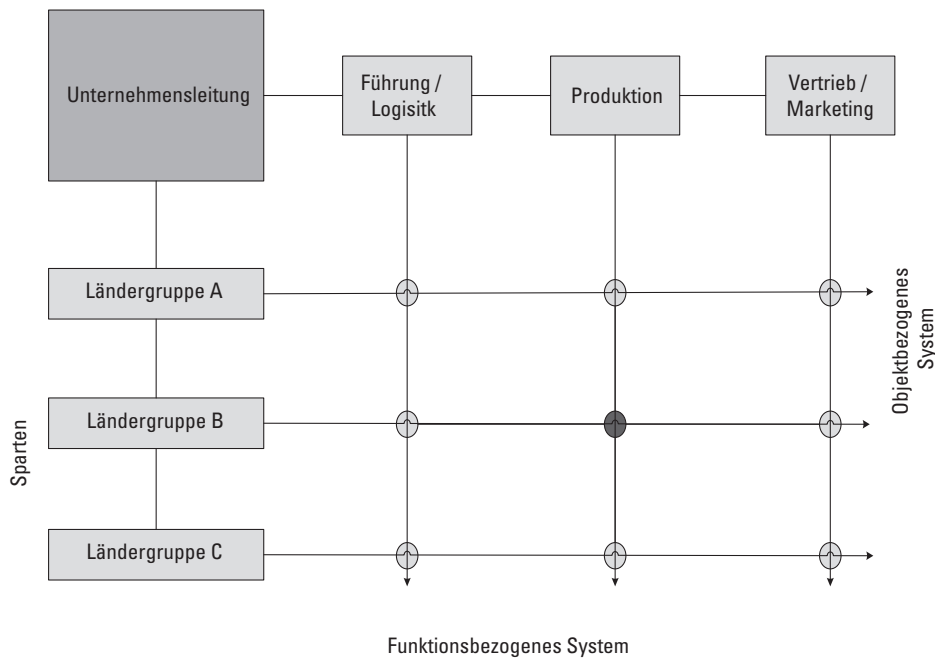 Unternehmensleitung
Führung /
Logisitk
Produktion
Vertrieb /
Marketing
Ländergruppe A
Ländergruppe B
Ländergruppe C
Sparten
Objektbezogenes
System
Funktionsbezogenes System